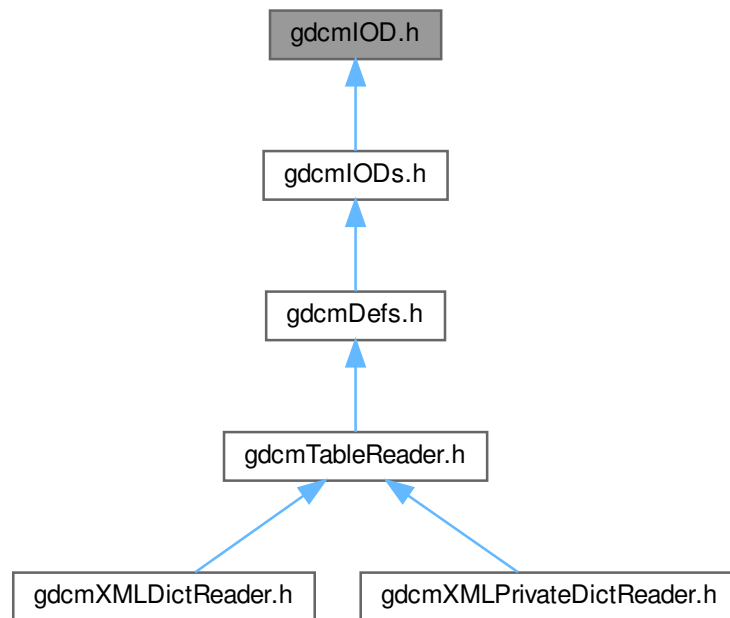 gdcmIOD.h
gdcmIODs.h
gdcmDefs.h
gdcmTableReader.h
gdcmXMLDictReader.h
gdcmXMLPrivateDictReader.h